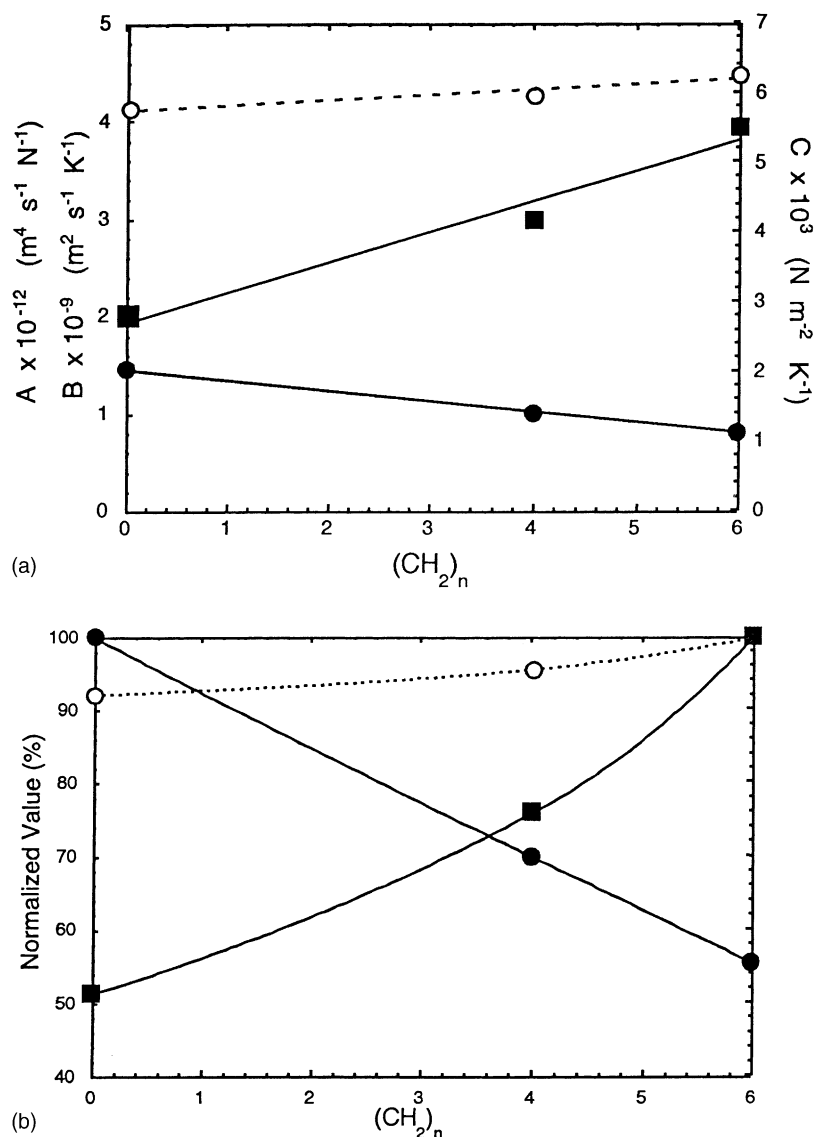 5
4
3
2
1
0
A x 10⁻¹² (m⁴ s⁻¹ N⁻¹)
B x 10⁻⁹ (m² s⁻¹ K⁻¹)
7
6
5
4
3
2
1
0
C x 10³ (N m⁻² K⁻¹)
0 1 2 3 4 5 6
(CH₂)ₙ
(a)
100
90
80
70
60
50
40
Normalized Value (%)
0 1 2 3 4 5 6
(CH₂)ₙ
(b)